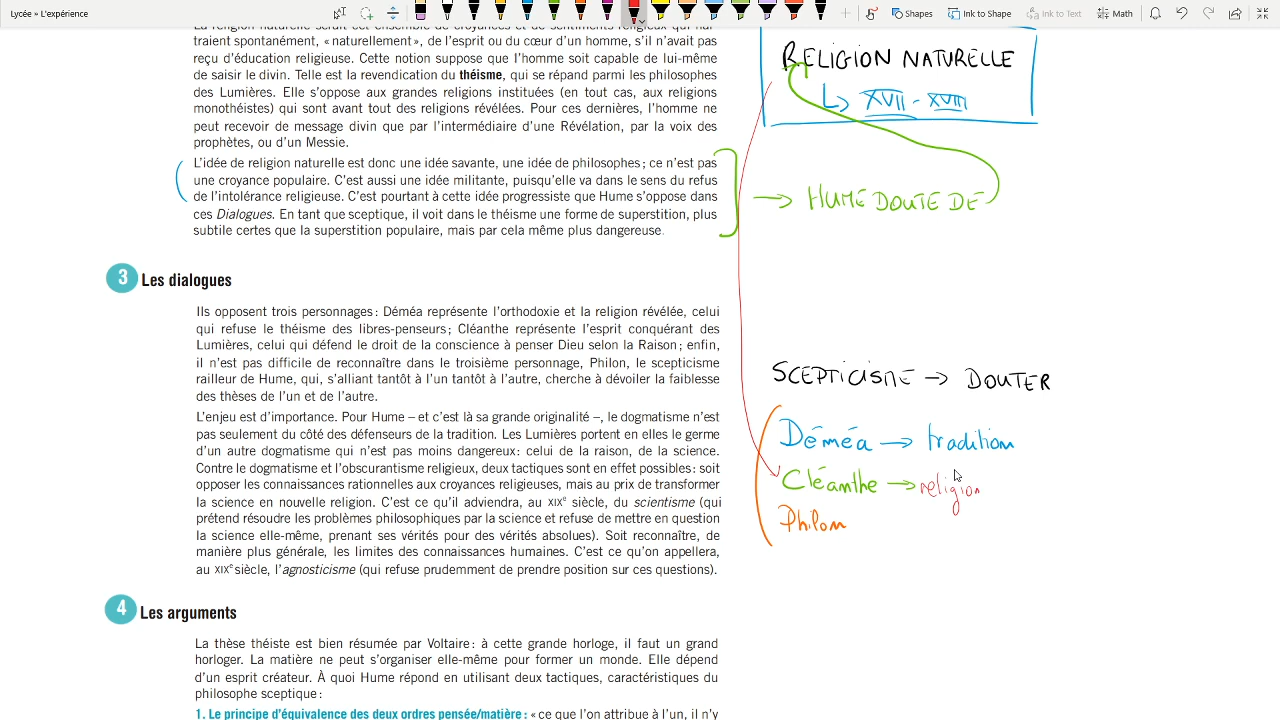 Lycée » L'expérience
Shapes
Ink to Shape
Ink to Text
Math
traient spontanément, « naturellement », de l'esprit ou du cœur d'un homme, s'il n'avait pas
reçu d'éducation religieuse. Cette notion suppose que l'homme soit capable de lui-même
de saisir le divin. Telle est la revendication du théisme, qui se répand parmi les philosophes
des Lumières. Elle s'oppose aux grandes religions instituées (en tout cas, aux religions
monothéistes) qui sont avant tout des religions révélées. Pour ces dernières, l'homme ne
peut recevoir de message divin que par l'intermédiaire d'une Révélation, par la voix des
prophètes, ou d'un Messie.
L'idée de religion naturelle est donc une idée savante, une idée de philosophes ; ce n'est pas
une croyance populaire. C'est aussi une idée militante, puisqu'elle va dans le sens du refus
de l'intolérance religieuse. C'est pourtant à cette idée progressiste que Hume s'oppose dans
ces Dialogues. En tant que sceptique, il voit dans le théisme une forme de superstition, plus
subtile certes que la superstition populaire, mais par cela même plus dangereuse.
3 Les dialogues
Ils opposent trois personnages : Déméa représente l'orthodoxie et la religion révélée, celui
qui refuse le théisme des libres-penseurs ; Cléanthe représente l'esprit conquérant des
Lumières, celui qui défend le droit de la conscience à penser Dieu selon la Raison ; enfin,
il n'est pas difficile de reconnaître dans le troisième personnage, Philon, le scepticisme
railleur de Hume, qui, s'alliant tantôt à l'un tantôt à l'autre, cherche à dévoiler la faiblesse
des thèses de l'un et de l'autre.
L'enjeu est d'importance. Pour Hume – et c'est là sa grande originalité –, le dogmatisme n'est
pas seulement du côté des défenseurs de la tradition. Les Lumières portent en elles le germe
d'un autre dogmatisme qui n'est pas moins dangereux : celui de la raison, de la science.
Contre le dogmatisme et l'obscurantisme religieux, deux tactiques sont en effet possibles : soit
opposer les connaissances rationnelles aux croyances religieuses, mais au prix de transformer
la science en nouvelle religion. C'est ce qu'il adviendra, au XIXe siècle, du scientisme (qui
prétend résoudre les problèmes philosophiques par la science et refuse de mettre en question
la science elle-même, prenant ses vérités pour des vérités absolues). Soit reconnaître, de
manière plus générale, les limites des connaissances humaines. C'est ce qu'on appellera,
au XIXe siècle, l'agnosticisme (qui refuse prudemment de prendre position sur ces questions).
4 Les arguments
La thèse théiste est bien résumée par Voltaire : à cette grande horloge, il faut un grand
horloger. La matière ne peut s'organiser elle-même pour former un monde. Elle dépend
d'un esprit créateur. À quoi Hume répond en utilisant deux tactiques, caractéristiques du
philosophe sceptique :
1. Le principe d'équivalence des deux ordres pensée/matière : « ce que l'on attribue à l'un, il n'y
RELIGION NATURELLE
↳ XVII - XVIII
→ HUME DOUTE DE
SCEPTICISME → DOUTER
Déméa → tradition
Cléanthe → religion
Philon